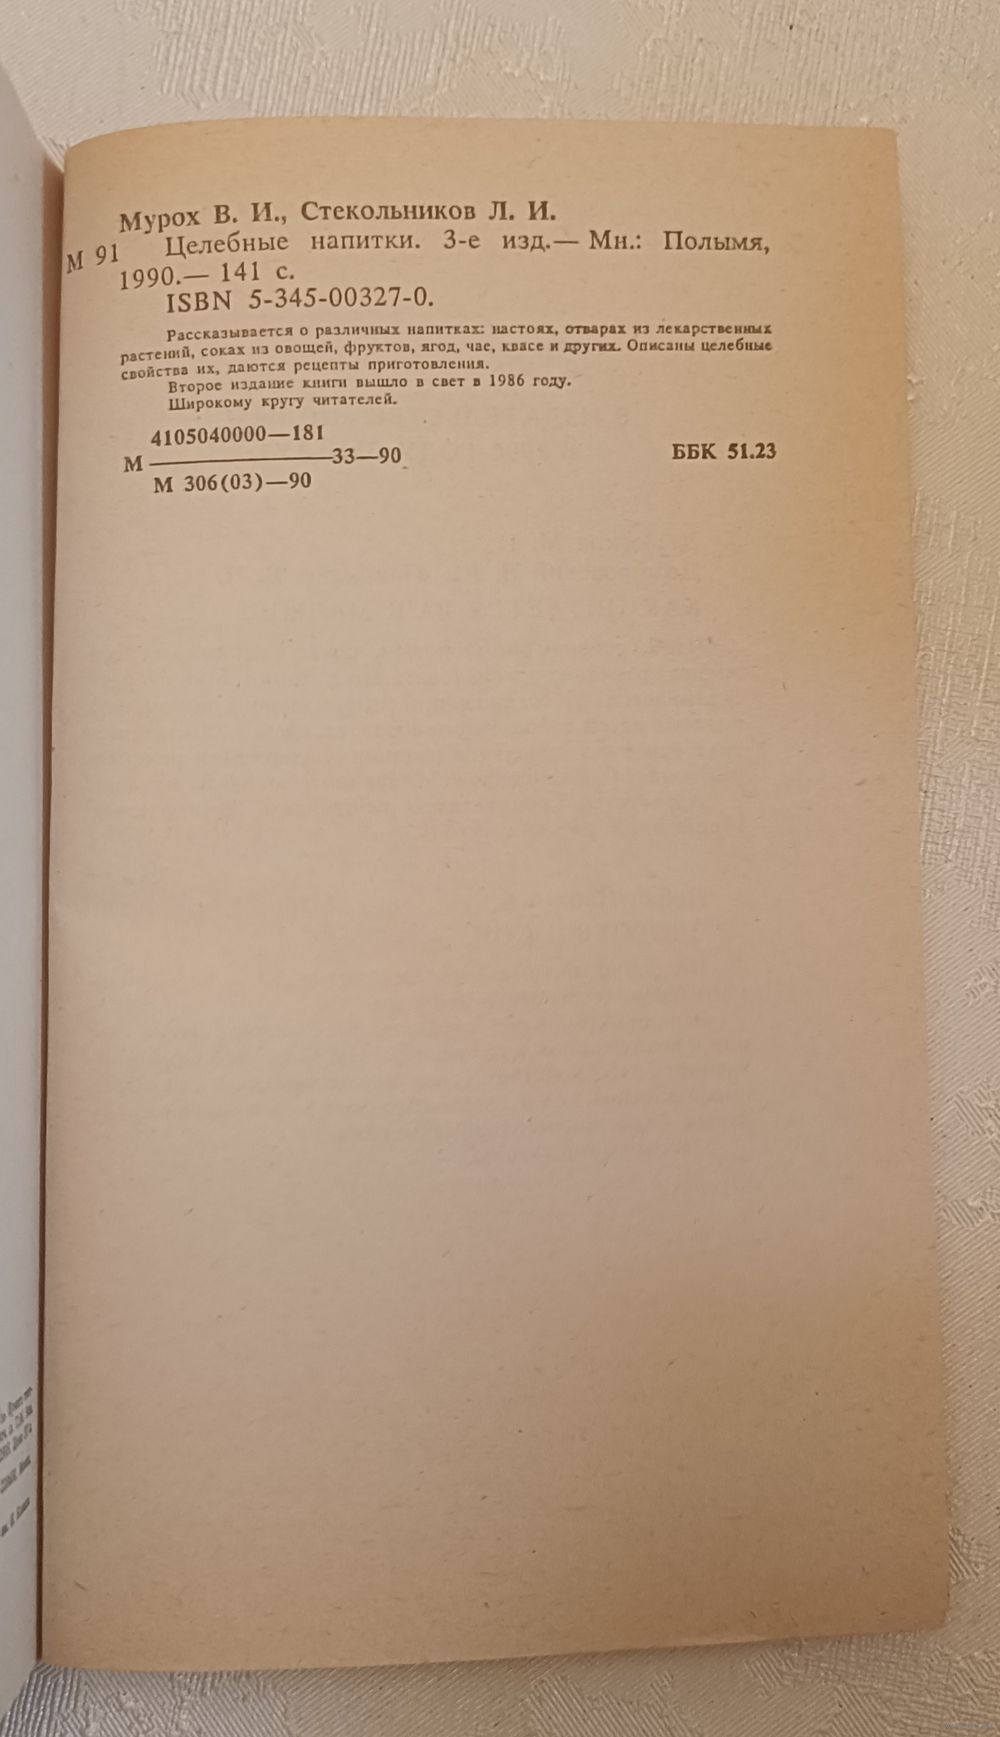 Мурох В. И., Стекольников Л. И.
М 91 Целебные напитки. 3-е изд.— Мн.: Полымя,
1990.— 141 с.
ISBN 5-345-00327-0.
Рассказывается о различных напитках: настоях, отварах из лекарственных
растений, соках из овощей, фруктов, ягод, чае, квасе и других. Описаны целебные
свойства их, даются рецепты приготовления.
Второе издание книги вышло в свет в 1986 году.
Широкому кругу читателей.
4105040000—181
М ——— 33—90
М 306(03)—90
ББК 51.23